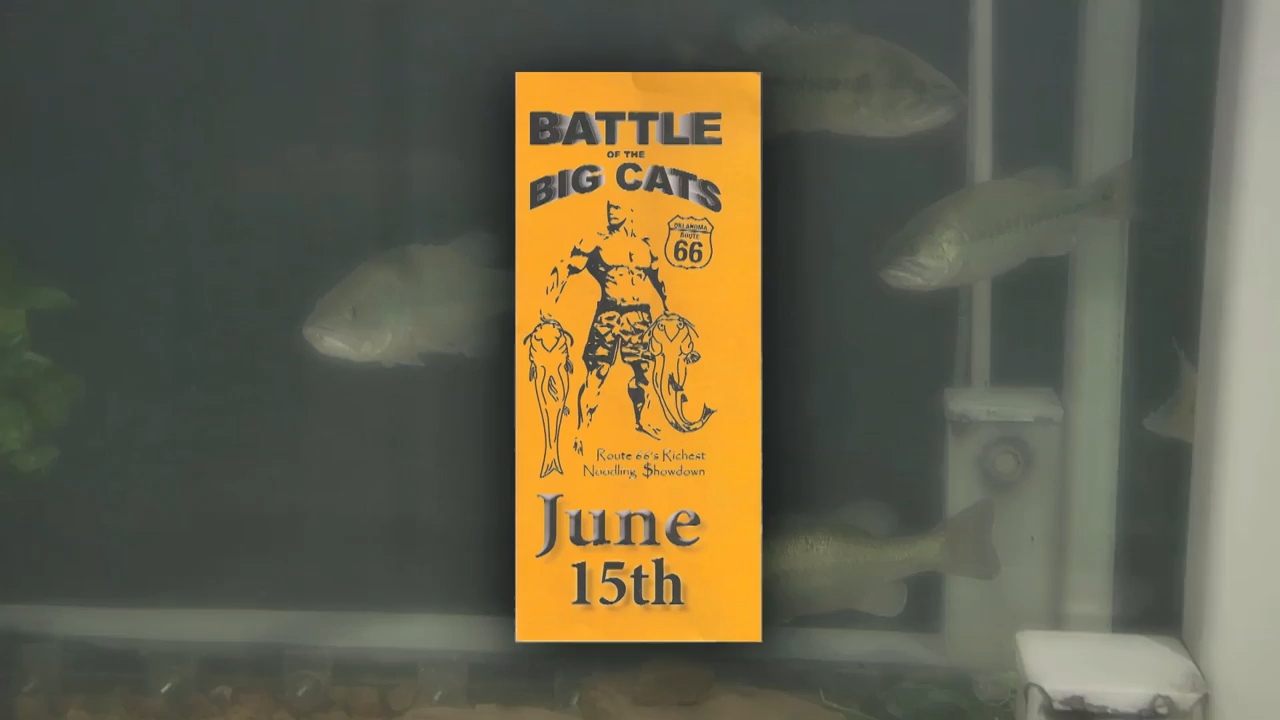 BATTLE
OF THE
BIG CATS
OKLAHOMA
ROUTE
66
Route 66's Richest
Noodling $howdown
June
15th